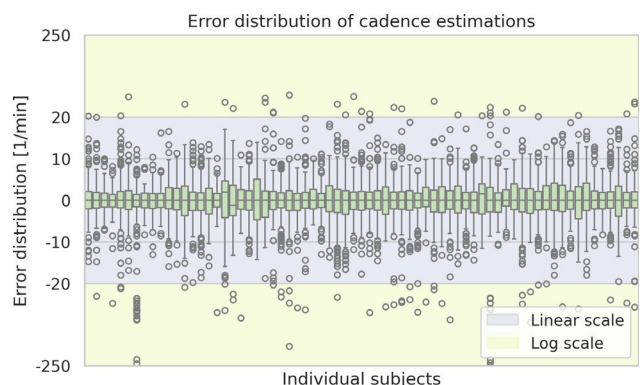 Error distribution of cadence estimations
250
20
10
0
-10
-20
-250
Error distribution [1/min]
Linear scale
Log scale
Individual subjects